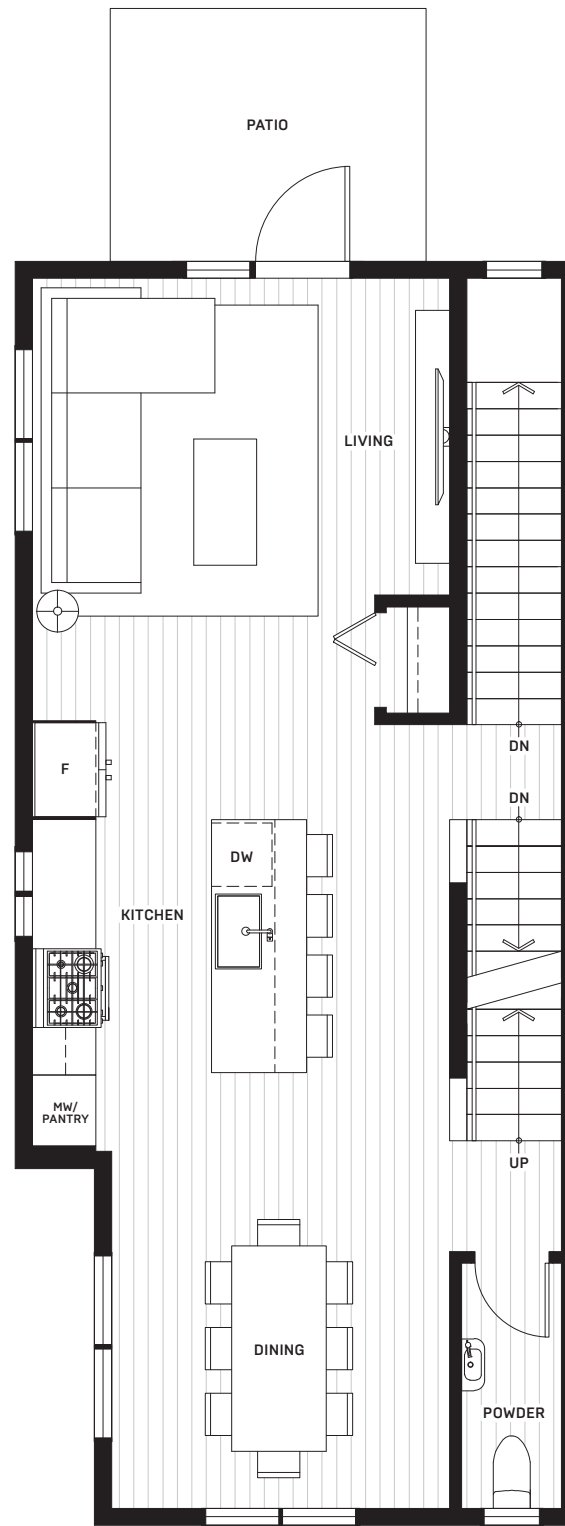 PATIO
LIVING
DN
F
DN
DW
KITCHEN
MW/
PANTRY
UP
DINING
POWDER